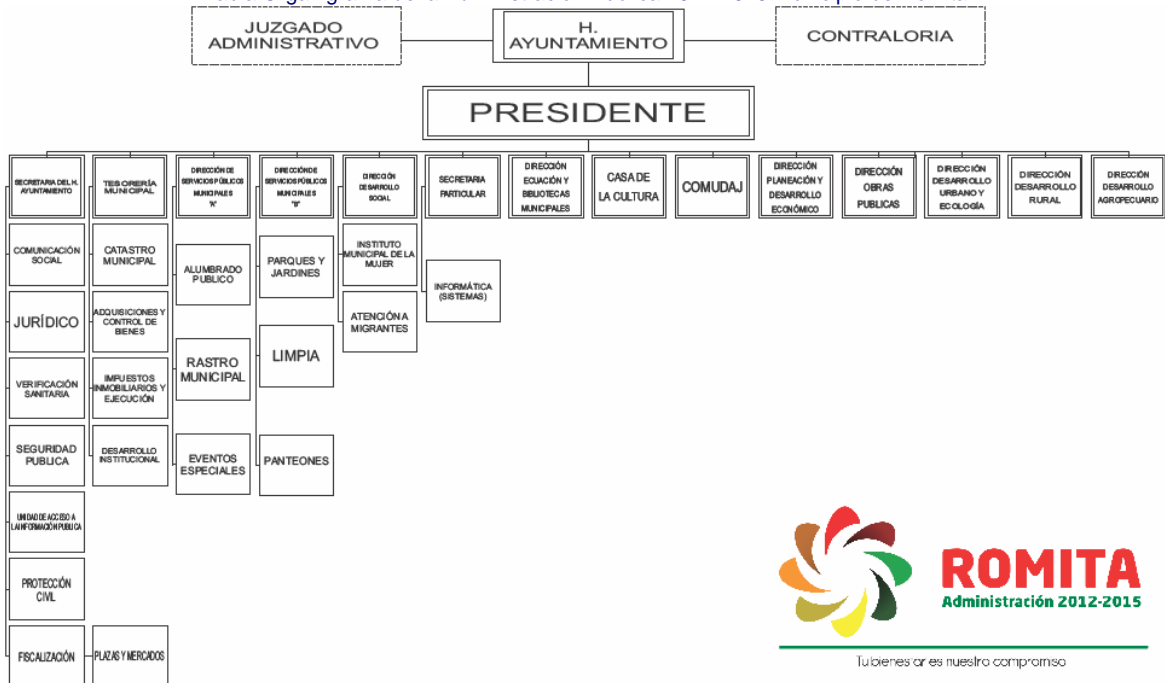 JUZGADO
ADMINISTRATIVO
H.
AYUNTAMIENTO
CONTRALORIA
PRESIDENTE
SECRETARIA DEL H.
AYUNTAMIENTO
TESORERÍA
MUNICIPAL
DIRECCIÓN DE
SERVICIOS PÚBLICOS
MUNICIPALES
"A"
DIRECCIÓN DE
SERVICIOS PÚBLICOS
MUNICIPALES
"B"
DIRECCIÓN
DESARROLLO
SOCIAL
SECRETARIA
PARTICULAR
DIRECCIÓN
ECUACIÓN Y
BIBLIOTECAS
MUNICIPALES
CASA DE
LA CULTURA
COMUDAJ
DIRECCIÓN
PLANEACIÓN Y
DESARROLLO
ECONÓMICO
DIRECCIÓN
OBRAS
PUBLICAS
DIRECCIÓN
DESARROLLO
URBANO Y
ECOLOGÍA
DIRECCIÓN
DESARROLLO
RURAL
DIRECCIÓN
DESARROLLO
AGROPECUARIO
COMUNICACIÓN
SOCIAL
CATASTRO
MUNICIPAL
ALUMBRADO
PUBLICO
PARQUES Y
JARDINES
INSTITUTO
MUNICIPAL DE LA
MUJER
INFORMÁTICA
(SISTEMAS)
JURÍDICO
ADQUISICIONES Y
CONTROL DE
BIENES
RASTRO
MUNICIPAL
LIMPIA
ATENCIÓN A
MIGRANTES
VERIFICACIÓN
SANITARIA
IMPUESTOS
INMOBILIARIOS Y
EJECUCIÓN
SEGURIDAD
PUBLICA
DESARROLLO
INSTITUCIONAL
EVENTOS
ESPECIALES
PANTEONES
UNIDAD DE ACCESO A
LA INFORMACIÓN PUBLICA
PROTECCIÓN
CIVIL
FISCALIZACIÓN
PLAZAS Y MERCADOS
ROMITA
Administración 2012-2015
Tu bienestar es nuestro compromiso